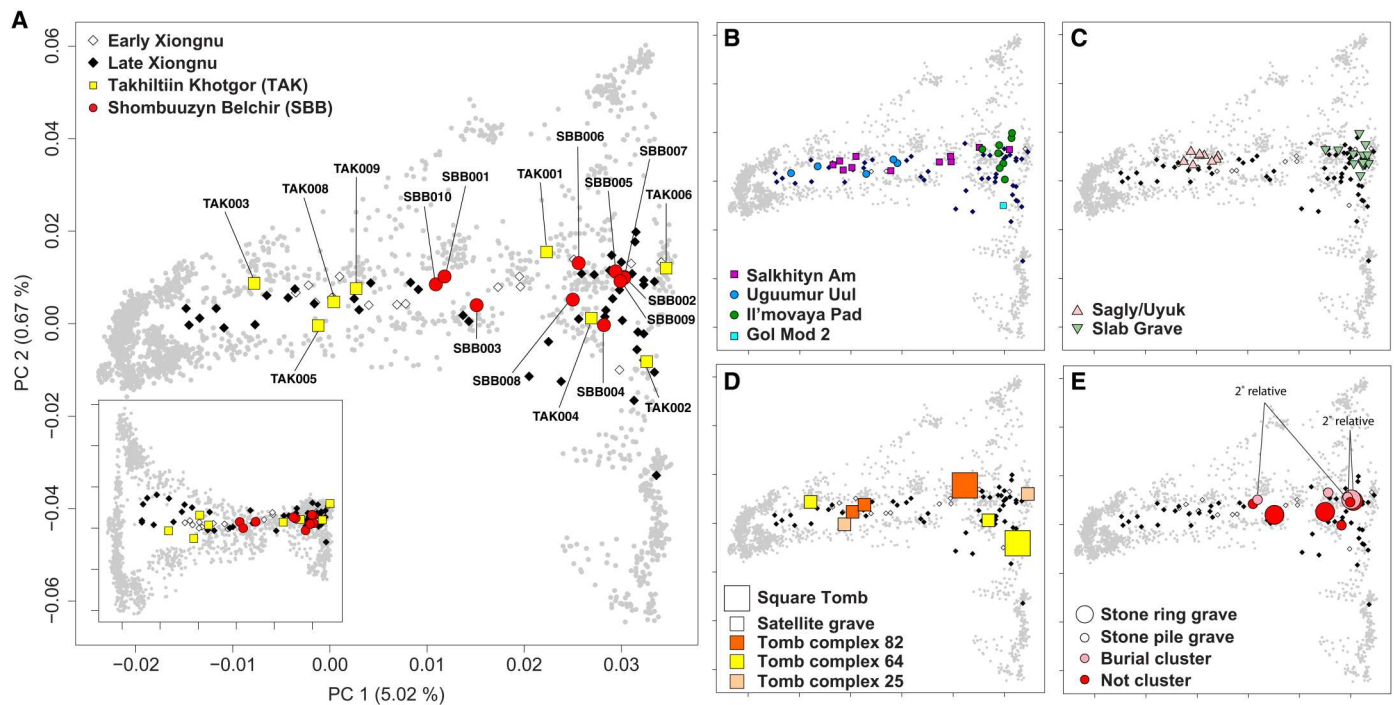 A
Early Xiongnu
Late Xiongnu
Takhiltiin Khotgor (TAK)
Shombuuzyn Belchir (SBB)
SBB006
SBB007
TAK009
SBB001
TAK008
TAK001
SBB005
TAK006
SBB010
TAK003
SBB002
SBB009
SBB003
TAK005
SBB008
SBB004
TAK004
TAK002
0.06
0.04
0.02
0.00
−0.02
−0.04
−0.06
PC 2 (0.67 %)
−0.02
−0.01
0.00
0.01
0.02
0.03
PC 1 (5.02 %)
B
Salkhityn Am
Uguumur Uul
Il’movaya Pad
Gol Mod 2
C
Sagly/Uyuk
Slab Grave
D
Square Tomb
Satellite grave
Tomb complex 82
Tomb complex 64
Tomb complex 25
E
2˚ relative
2˚ relative
Stone ring grave
Stone pile grave
Burial cluster
Not cluster